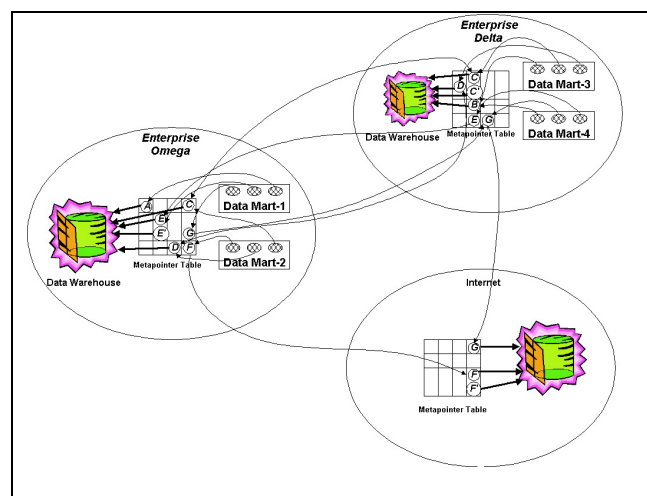 Enterprise
Delta
D
C
C'
B
E
G
Data Mart-3
Data Mart-4
Data Warehouse
Metapointer Table
Enterprise
Omega
A
C
E
E'
G
D
F
Data Mart-1
Data Mart-2
Metapointer Table
Data Warehouse
Internet
G
F
F'
Metapointer Table